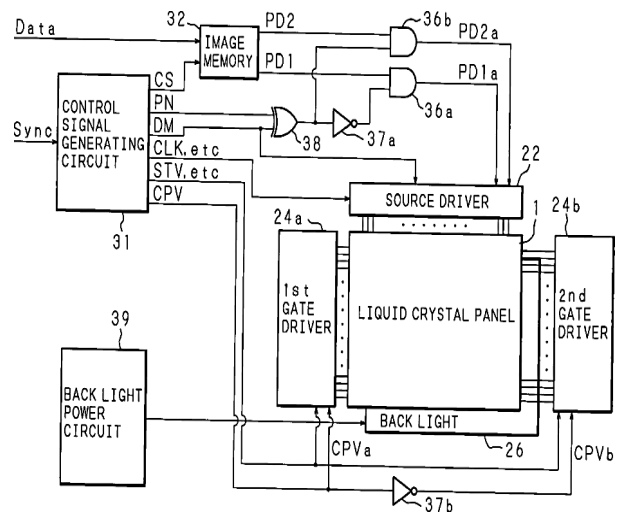 32
36b
Data
PD2
PD2a
IMAGE
MEMORY
PD1
PD1a
CS
36a
CONTROL
SIGNAL
GENERATING
CIRCUIT
PN
DM
38
37a
Sync
CLK.etc
22
STV.etc
SOURCE DRIVER
1
CPV
31
24a
24b
1st
GATE
DRIVER
LIQUID CRYSTAL PANEL
2nd
GATE
DRIVER
39
BACK LIGHT
POWER
CIRCUIT
BACK LIGHT
CPVa
26
CPVb
37b